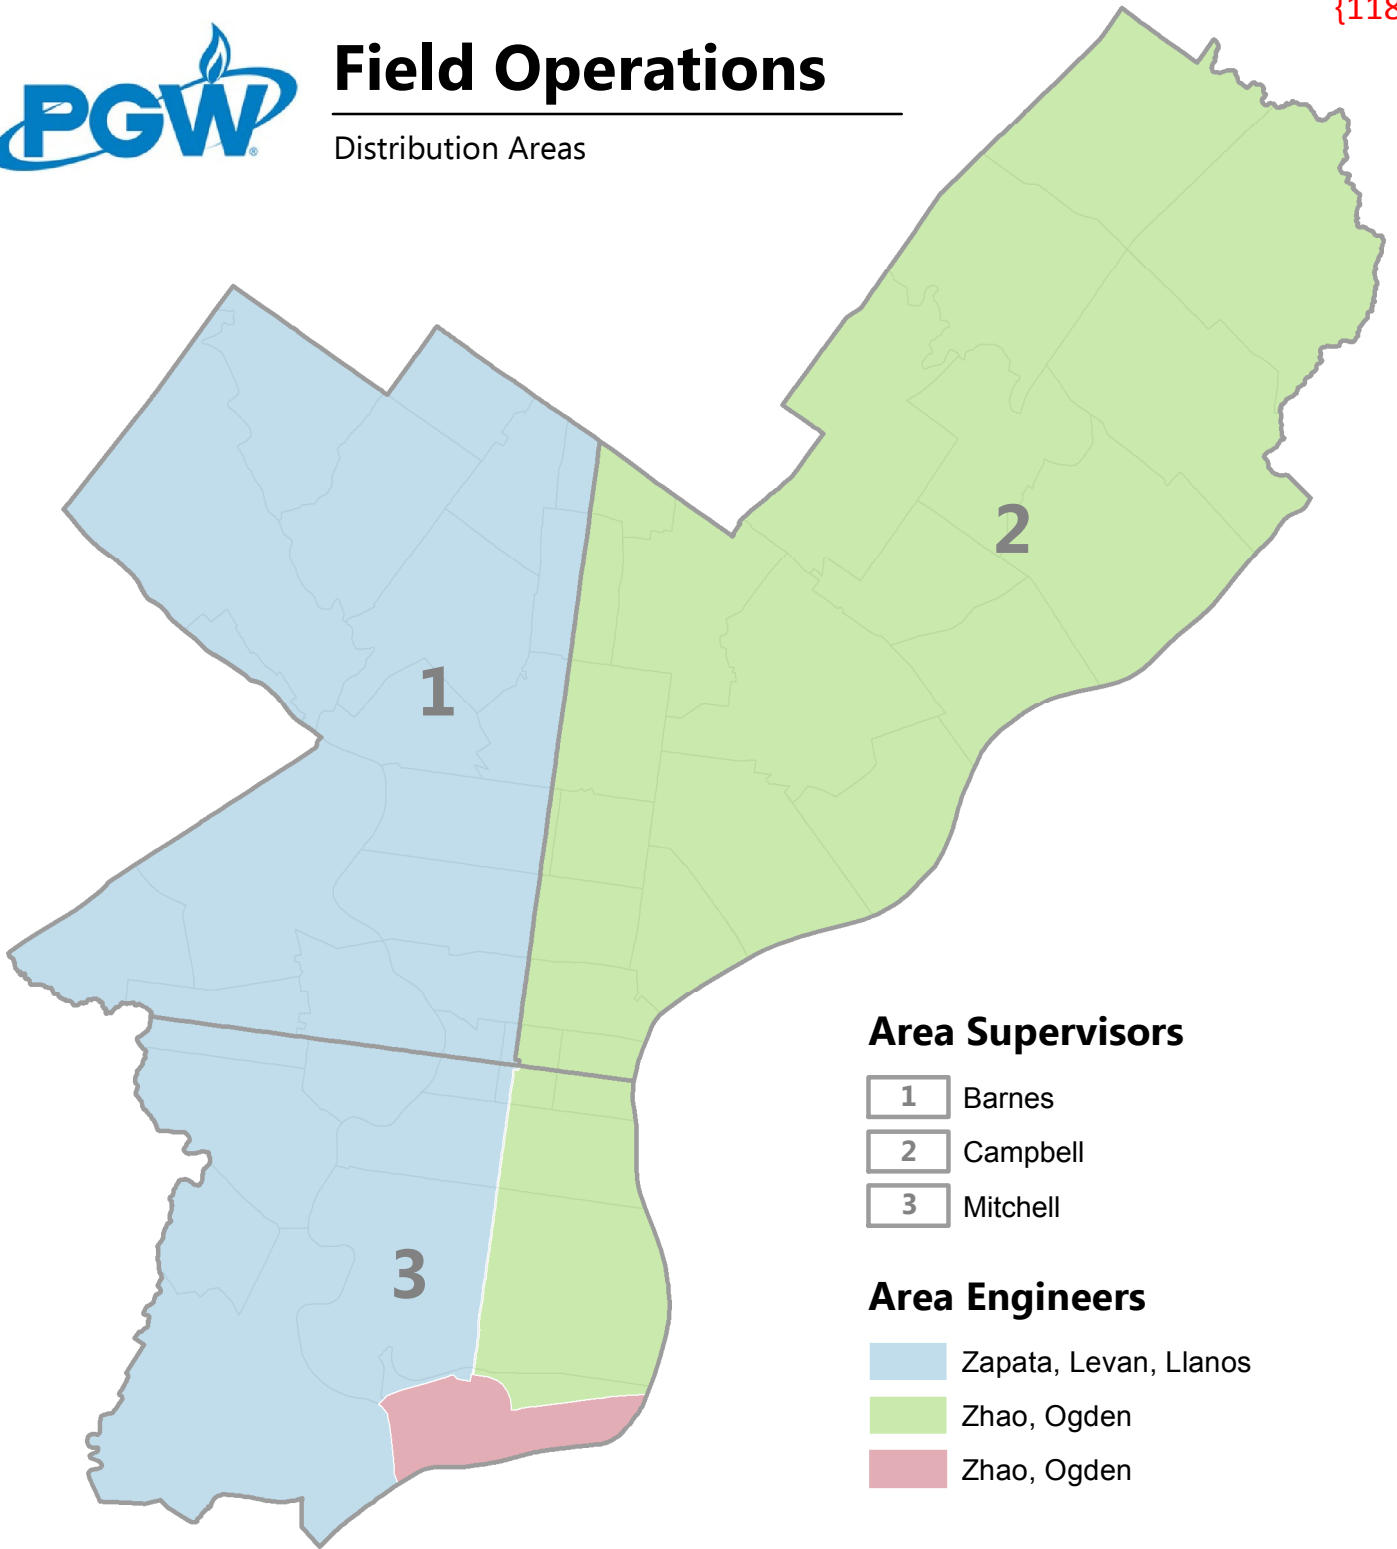 {118
PGW
Field Operations
Distribution Areas
2
1
3
Area Supervisors
1 Barnes
2 Campbell
3 Mitchell
Area Engineers
Zapata, Levan, Llanos
Zhao, Ogden
Zhao, Ogden